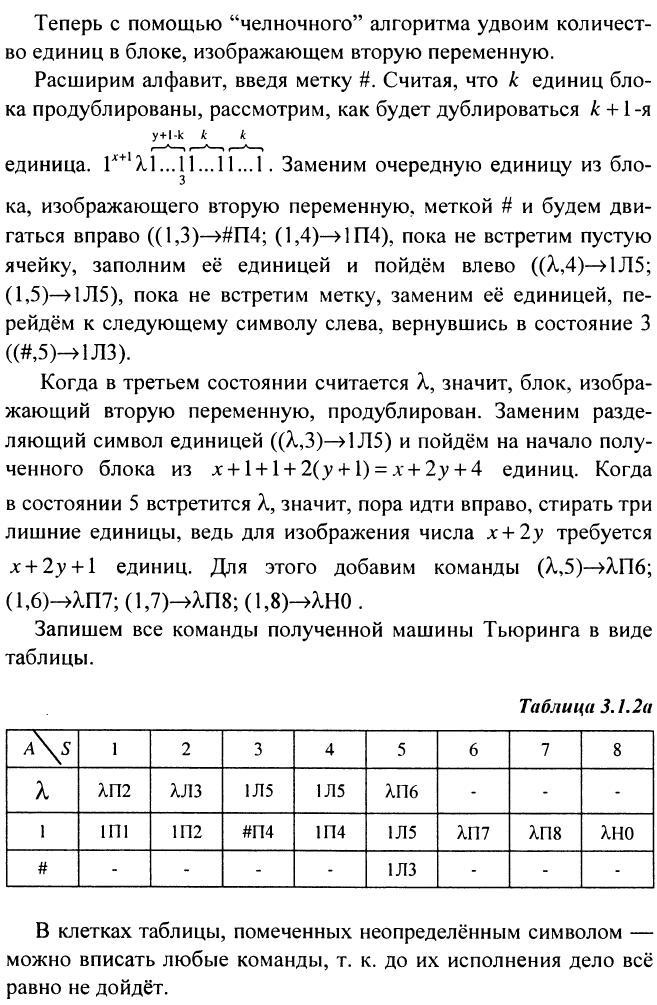 Теперь с помощью “челночного” алгоритма удвоим количест-
во единиц в блоке, изображающем вторую переменную.
Расширим алфавит, введя метку #. Считая, что k единиц бло-
ка продублированы, рассмотрим, как будет дублироваться k + 1-я
y+1-k k k
единица. 1^{x+1}λ1...11...11...1. Заменим очередную единицу из бло-
3
ка, изображающего вторую переменную, меткой # и будем дви-
гаться вправо ((1,3)→#П4; (1,4)→1П4), пока не встретим пустую
ячейку, заполним её единицей и пойдём влево ((λ,4)→1Л5;
(1,5)→1Л5), пока не встретим метку, заменим её единицей, пе-
рейдём к следующему символу слева, вернувшись в состояние 3
((#,5)→1Л3).
Когда в третьем состоянии считается λ, значит, блок, изобра-
жающий вторую переменную, продублирован. Заменим разде-
ляющий символ единицей ((λ,3)→1Л5) и пойдём на начало полу-
ченного блока из x+1+1+2(y+1)=x+2y+4 единиц. Когда
в состоянии 5 встретится λ, значит, пора идти вправо, стирать три
лишние единицы, ведь для изображения числа x+2y требуется
x+2y+1 единиц. Для этого добавим команды (λ,5)→λП6;
(1,6)→λП7; (1,7)→λП8; (1,8)→λН0 .
Запишем все команды полученной машины Тьюринга в виде
таблицы.
Таблица 3.1.2а
A S 1 2 3 4 5 6 7 8
λ λП2 λЛ3 1Л5 1Л5 λП6 - - -
1 1П1 1П2 #П4 1П4 1Л5 λП7 λП8 λН0
# - - - - 1Л3 - - -
В клетках таблицы, помеченных неопределённым символом —
можно вписать любые команды, т. к. до их исполнения дело всё
равно не дойдёт.